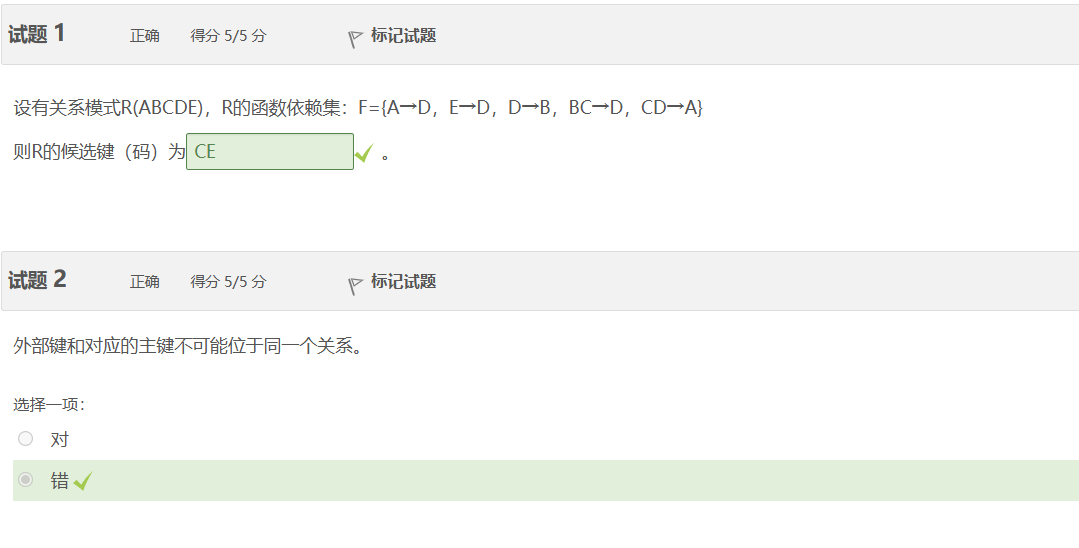 试题 1 正确 得分 5/5 分 标记试题
设有关系模式R(ABCDE)，R的函数依赖集：F={A→D，E→D，D→B，BC→D，CD→A}
则R的候选键（码）为 CE 。
试题 2 正确 得分 5/5 分 标记试题
外部键和对应的主键不可能位于同一个关系。
选择一项：
对
错